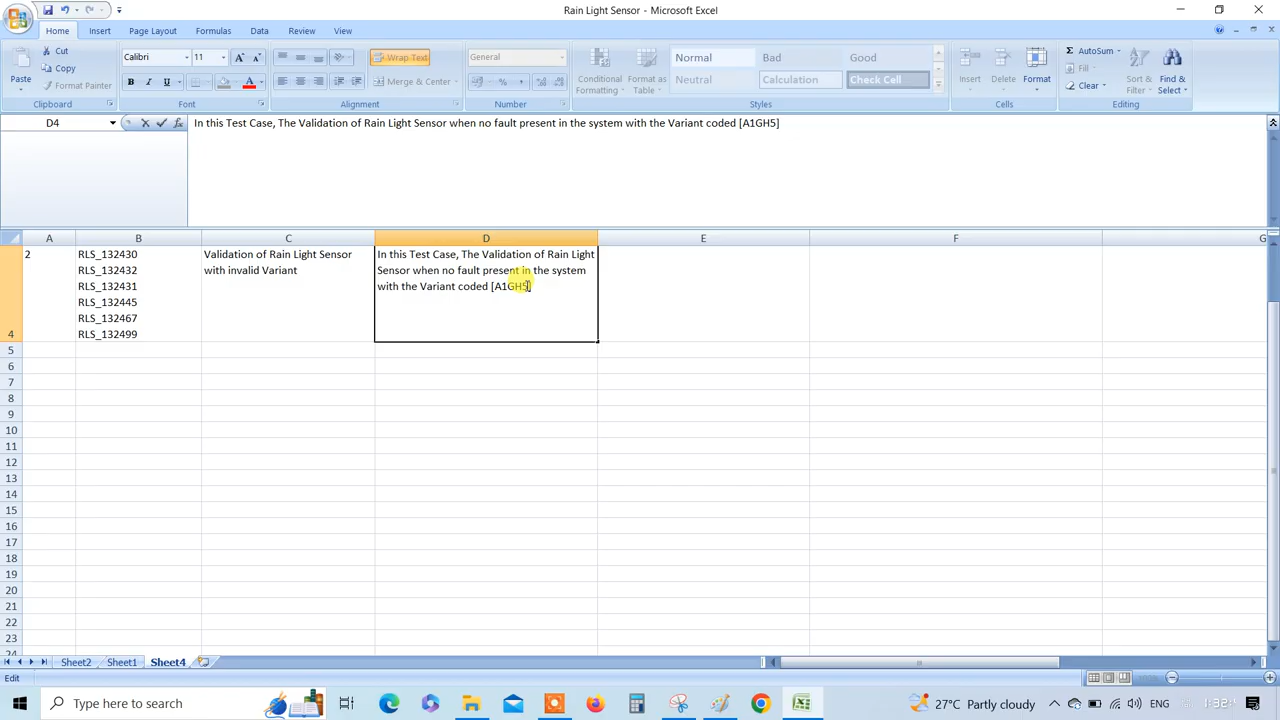 Rain Light Sensor - Microsoft Excel
Home Insert Page Layout Formulas Data Review View
Paste
Cut
Copy
Format Painter
Calibri 11
B I U
Wrap Text
Merge & Center
General
Conditional Formatting
Format as Table
Normal Bad Good
Neutral Calculation Check Cell
Insert Delete Format
AutoSum
Fill
Clear
Sort & Filter
Find & Select
Clipboard Font Alignment Number Styles Cells Editing
D4
In this Test Case, The Validation of Rain Light Sensor when no fault present in the system with the Variant coded [A1GH5]
A B C D E F G
2
RLS_132430
RLS_132432
RLS_132431
RLS_132445
RLS_132467
RLS_132499
Validation of Rain Light Sensor
with invalid Variant
In this Test Case, The Validation of Rain Light
Sensor when no fault present in the system
with the Variant coded [A1GH5]
4
5
6
7
8
9
10
11
12
13
14
15
16
17
18
19
20
21
22
23
24
Sheet2 Sheet1 Sheet4
Edit
Type here to search
27°C Partly cloudy